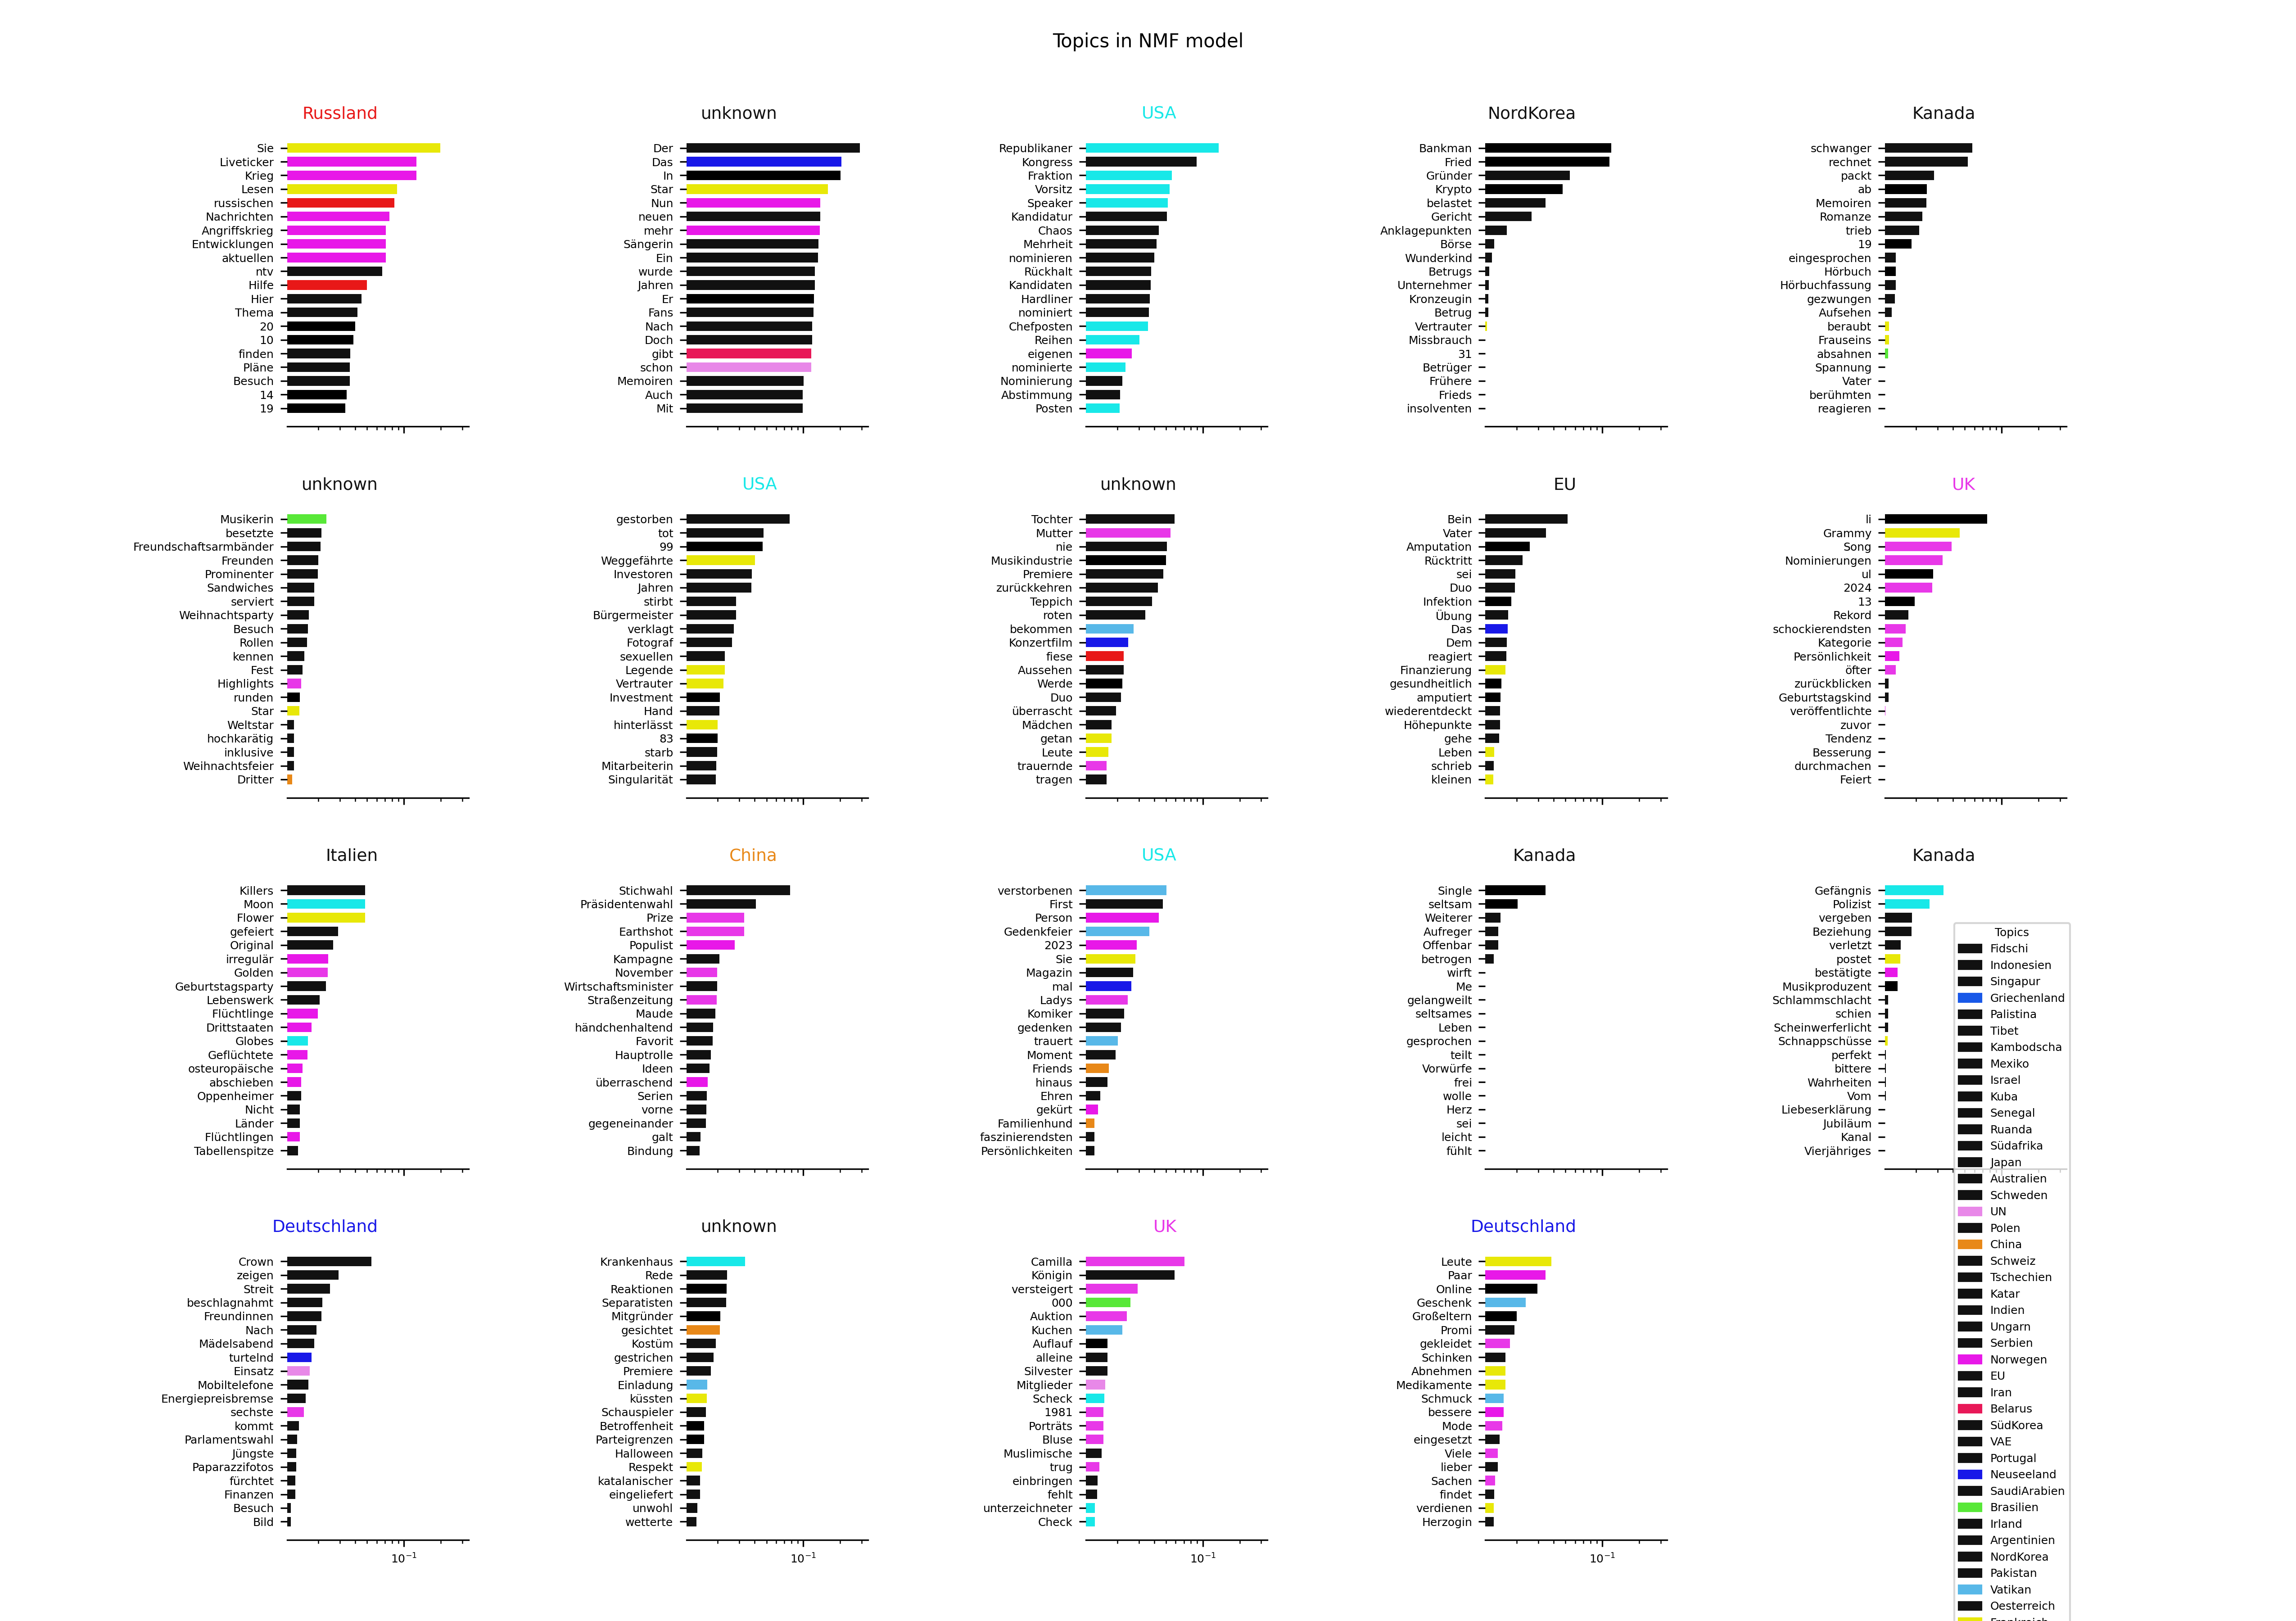 Topics in NMF model
Russland
Sie
Liveticker
Krieg
Lesen
russischen
Nachrichten
Angriffskrieg
Entwicklungen
aktuellen
ntv
Hilfe
Hier
Thema
20
10
finden
Pläne
Besuch
14
19
unknown
Der
Das
In
Star
Nun
neuen
mehr
Sängerin
Ein
wurde
Jahren
Er
Fans
Nach
Doch
gibt
schon
Memoiren
Auch
Mit
USA
Republikaner
Kongress
Fraktion
Vorsitz
Speaker
Kandidatur
Chaos
Mehrheit
nominieren
Rückhalt
Kandidaten
Hardliner
nominiert
Chefposten
Reihen
eigenen
nominierte
Nominierung
Abstimmung
Posten
NordKorea
Bankman
Fried
Gründer
Krypto
belastet
Gericht
Anklagepunkten
Börse
Wunderkind
Betrugs
Unternehmer
Kronzeugin
Betrug
Vertrauter
Missbrauch
31
Betrüger
Frühere
Frieds
insolventen
Kanada
schwanger
rechnet
packt
ab
Memoiren
Romanze
trieb
19
eingesprochen
Hörbuch
Hörbuchfassung
gezwungen
Aufsehen
beraubt
Frauseins
absahnen
Spannung
Vater
berühmten
reagieren
unknown
Musikerin
besetzte
Freundschaftsarmbänder
Freunden
Prominenter
Sandwiches
serviert
Weihnachtsparty
Besuch
Rollen
kennen
Fest
Highlights
runden
Star
Weltstar
hochkarätig
inklusive
Weihnachtsfeier
Dritter
USA
gestorben
tot
99
Weggefährte
Investoren
Jahren
stirbt
Bürgermeister
verklagt
Fotograf
sexuellen
Legende
Vertrauter
Investment
Hand
hinterlässt
83
starb
Mitarbeiterin
Singularität
unknown
Tochter
Mutter
nie
Musikindustrie
Premiere
zurückkehren
Teppich
roten
bekommen
Konzertfilm
fiese
Aussehen
Werde
Duo
überrascht
Mädchen
getan
Leute
trauernde
tragen
EU
Bein
Vater
Amputation
Rücktritt
sei
Duo
Infektion
Übung
Das
Dem
reagiert
Finanzierung
gesundheitlich
amputiert
wiederentdeckt
Höhepunkte
gehe
Leben
schrieb
kleinen
UK
li
Grammy
Song
Nominierungen
ul
2024
13
Rekord
schockierendsten
Kategorie
Persönlichkeit
öfter
zurückblicken
Geburtstagskind
veröffentlichte
zuvor
Tendenz
Besserung
durchmachen
Feiert
Italien
Killers
Moon
Flower
gefeiert
Original
irregulär
Golden
Geburtstagsparty
Lebenswerk
Flüchtlinge
Drittstaaten
Globes
Geflüchtete
osteuropäische
abschieben
Oppenheimer
Nicht
Länder
Flüchtlingen
Tabellenspitze
China
Stichwahl
Präsidentenwahl
Prize
Earthshot
Populist
Kampagne
November
Wirtschaftsminister
Straßenzeitung
Maude
händchenhaltend
Favorit
Hauptrolle
Ideen
überraschend
Serien
vorne
gegeneinander
galt
Bindung
USA
verstorbenen
First
Person
Gedenkfeier
2023
Sie
Magazin
mal
Ladys
Komiker
gedenken
trauert
Moment
Friends
hinaus
Ehren
gekürt
Familienhund
faszinierendsten
Persönlichkeiten
Kanada
Single
seltsam
Weiterer
Aufreger
Offenbar
betrogen
wirft
Me
gelangweilt
seltsames
Leben
gesprochen
teilt
Vorwürfe
frei
wolle
Herz
sei
leicht
fühlt
Kanada
Gefängnis
Polizist
vergeben
Beziehung
verletzt
postet
bestätigte
Musikproduzent
Schlammschlacht
schien
Scheinwerferlicht
Schnappschüsse
perfekt
bittere
Wahrheiten
Vom
Liebeserklärung
Jubiläum
Kanal
Vierjähriges
Deutschland
Crown
zeigen
Streit
beschlagnahmt
Freundinnen
Nach
Mädelsabend
turtelnd
Einsatz
Mobiltelefone
Energiepreisbremse
sechste
kommt
Parlamentswahl
Jüngste
Paparazzifotos
fürchtet
Finanzen
Besuch
Bild
10⁻¹
unknown
Krankenhaus
Rede
Reaktionen
Separatisten
Mitgründer
gesichtet
Kostüm
gestrichen
Premiere
Einladung
küssten
Schauspieler
Betroffenheit
Parteigrenzen
Halloween
Respekt
katalanischer
eingeliefert
unwohl
wetterte
10⁻¹
UK
Camilla
Königin
versteigert
000
Auktion
Kuchen
Auflauf
alleine
Silvester
Mitglieder
Scheck
1981
Porträts
Bluse
Muslimische
trug
einbringen
fehlt
unterzeichneter
Check
10⁻¹
Deutschland
Leute
Paar
Online
Geschenk
Großeltern
Promi
gekleidet
Schinken
Abnehmen
Medikamente
Schmuck
bessere
Mode
eingesetzt
Viele
lieber
Sachen
findet
verdienen
Herzogin
10⁻¹
Topics
Fidschi
Indonesien
Singapur
Griechenland
Palistina
Tibet
Kambodscha
Mexiko
Israel
Kuba
Senegal
Ruanda
Südafrika
Japan
Australien
Schweden
UN
Polen
China
Schweiz
Tschechien
Katar
Indien
Ungarn
Serbien
Norwegen
EU
Iran
Belarus
SüdKorea
VAE
Portugal
Neuseeland
SaudiArabien
Brasilien
Irland
Argentinien
NordKorea
Pakistan
Vatikan
Oesterreich
Frankreich